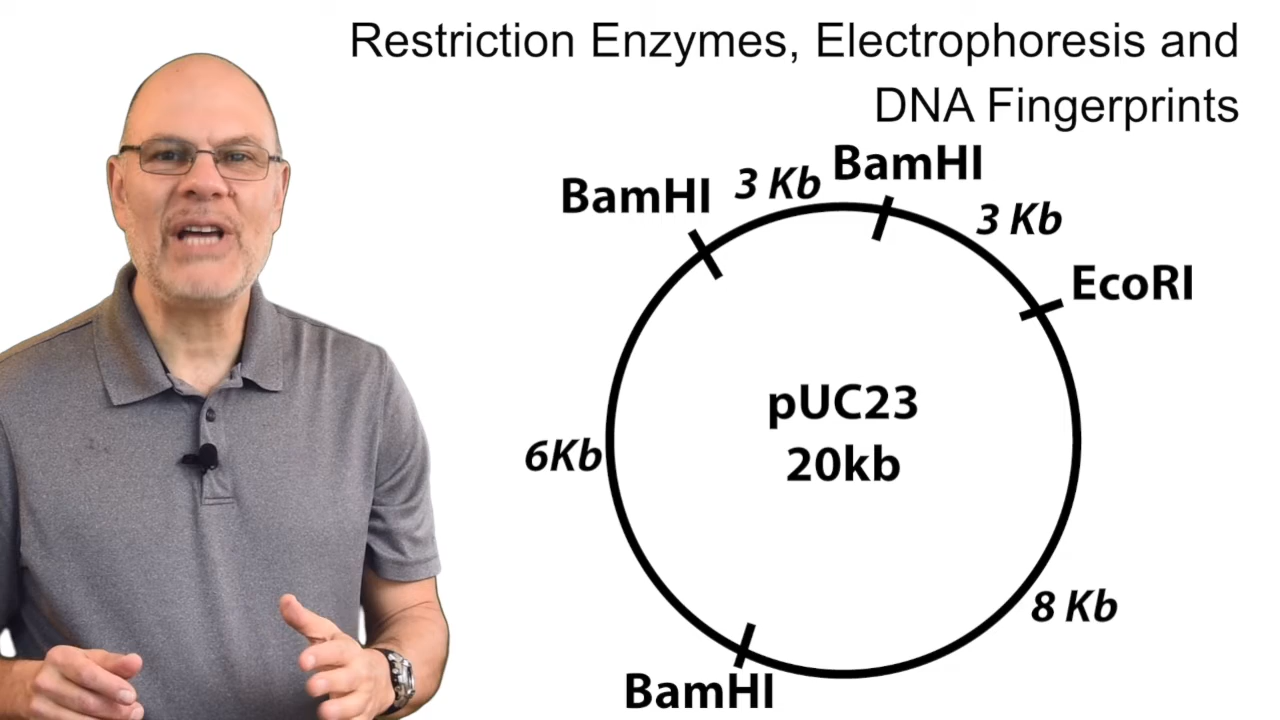 Restriction Enzymes, Electrophoresis and
DNA Fingerprints
BamHI
3 Kb
BamHI
3 Kb
EcoRI
pUC23
20kb
6Kb
8 Kb
BamHI